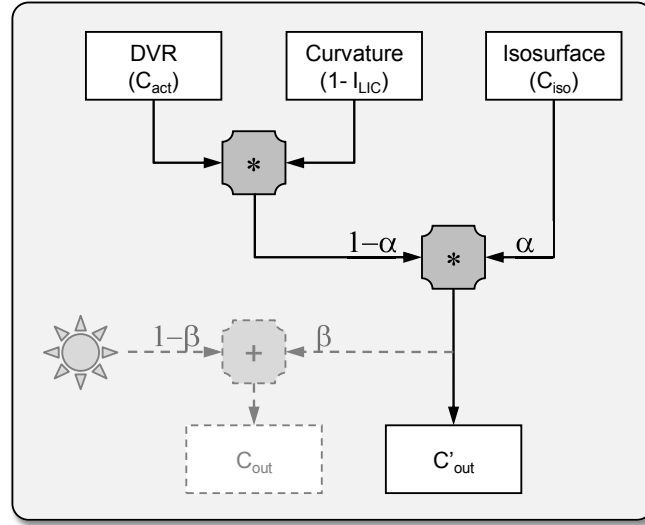 DVR
(C_act)
Curvature
(1- I_LIC)
Isosurface
(C_iso)
*
1−α
*
α
1−β
+
β
C_out
C'_out